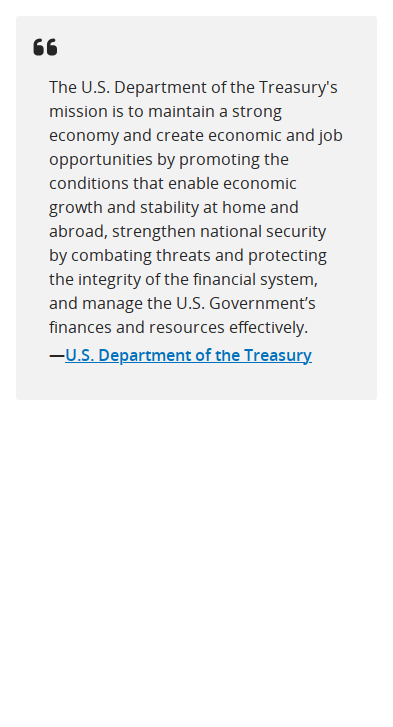 The U.S. Department of the Treasury's
mission is to maintain a strong
economy and create economic and job
opportunities by promoting the
conditions that enable economic
growth and stability at home and
abroad, strengthen national security
by combating threats and protecting
the integrity of the financial system,
and manage the U.S. Government’s
finances and resources effectively.
—U.S. Department of the Treasury